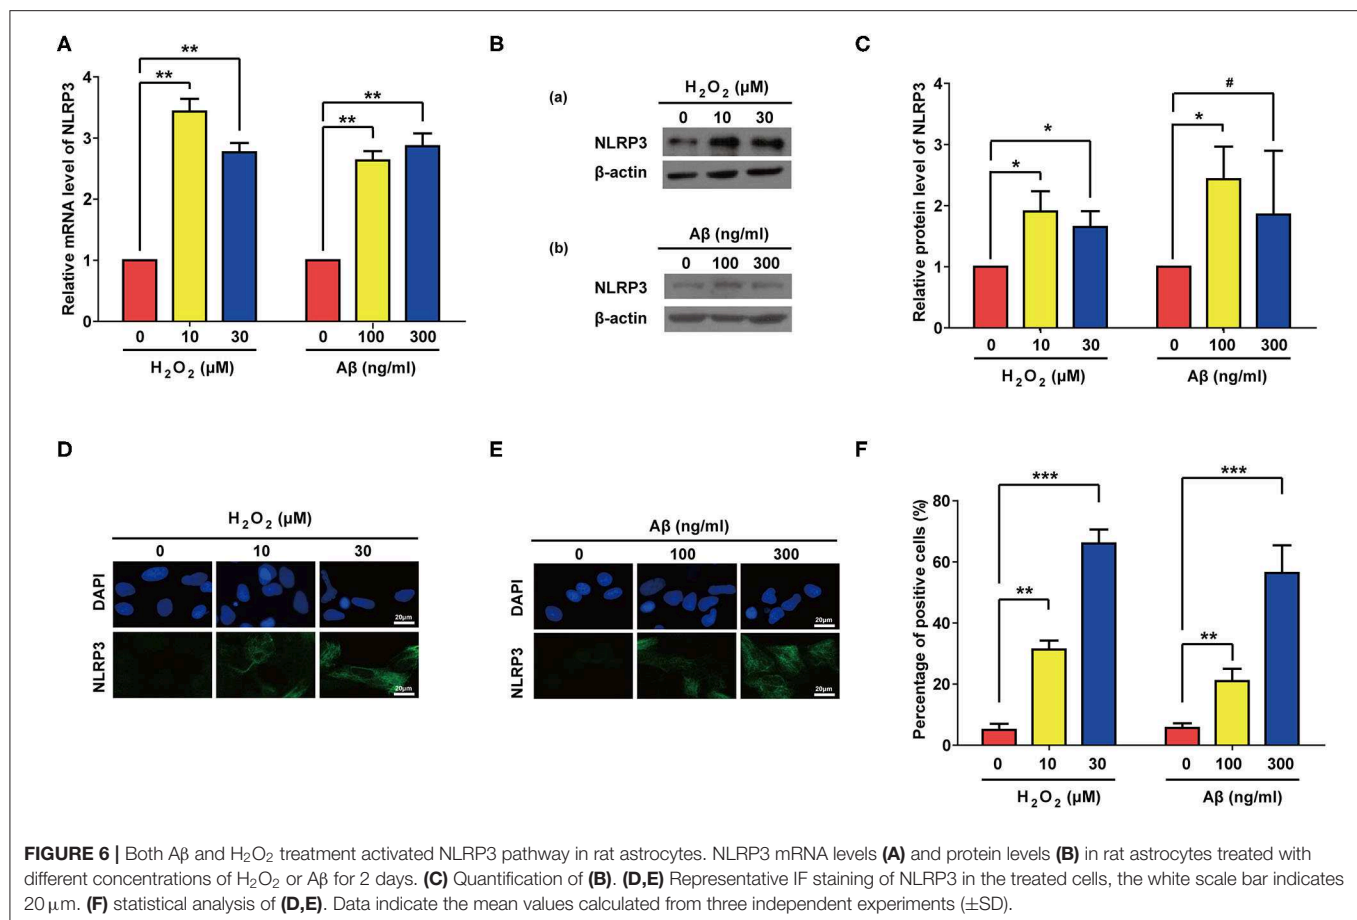 A
Relative mRNA level of NLRP3
4
3
2
1
0
**
**
**
**
0 10 30 0 100 300
H₂O₂ (μM) Aβ (ng/ml)
B
(a)
H₂O₂ (μM)
0 10 30
NLRP3
β-actin
(b)
Aβ (ng/ml)
0 100 300
NLRP3
β-actin
C
Relative protein level of NLRP3
4
3
2
1
0
*
*
#
*
0 10 30 0 100 300
H₂O₂ (μM) Aβ (ng/ml)
D
H₂O₂ (μM)
0 10 30
DAPI
20μm
NLRP3
20μm
E
Aβ (ng/ml)
0 100 300
DAPI
20μm
NLRP3
20μm
F
Percentage of positive cells (%)
80
60
40
20
0
***
**
***
**
0 10 30 0 100 300
H₂O₂ (μM) Aβ (ng/ml)
FIGURE 6 | Both Aβ and H₂O₂ treatment activated NLRP3 pathway in rat astrocytes. NLRP3 mRNA levels (A) and protein levels (B) in rat astrocytes treated with
different concentrations of H₂O₂ or Aβ for 2 days. (C) Quantification of (B). (D,E) Representative IF staining of NLRP3 in the treated cells, the white scale bar indicates
20 μm. (F) statistical analysis of (D,E). Data indicate the mean values calculated from three independent experiments (±SD).